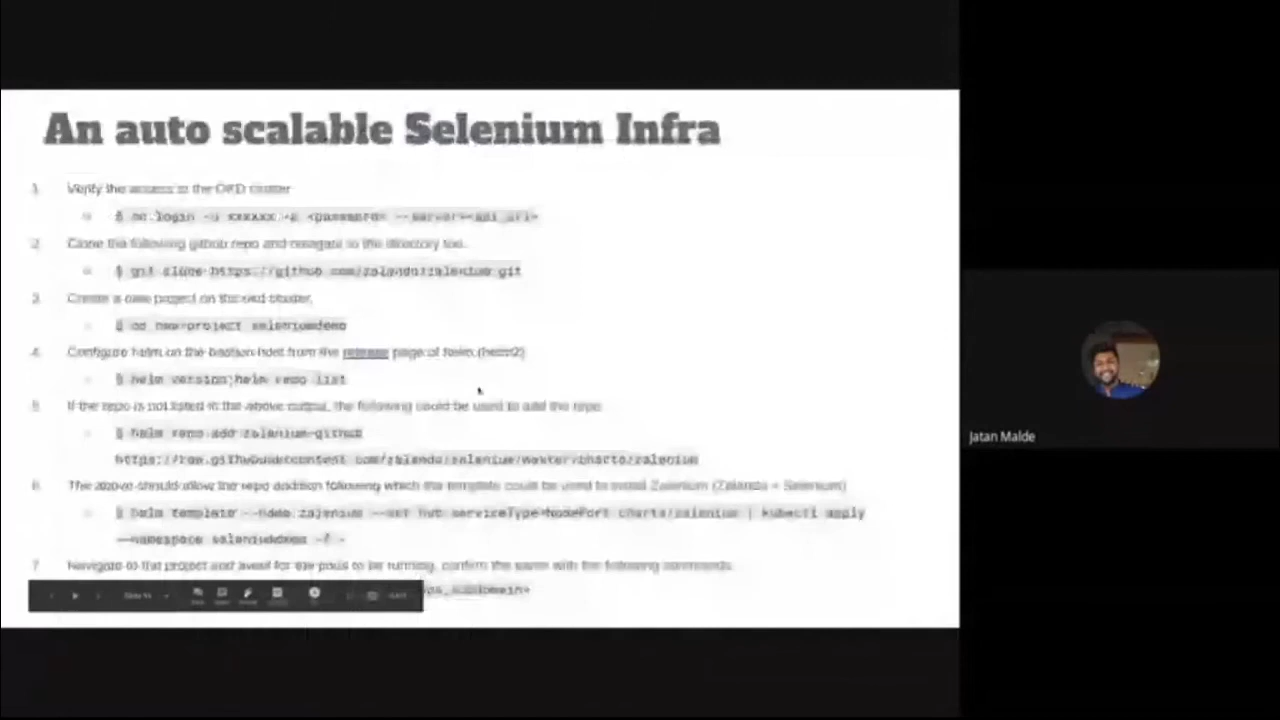 An auto scalable Selenium Infra
1. Verify the access to the OKD cluster
$ oc login -u xxxxxx -p <password> --server=<api_url>
2. Clone the following github repo and navigate to the directory too.
$ git clone https://github.com/zalando/zalenium.git
3. Create a new project on the okd cluster.
$ oc new-project seleniumdemo
4. Configure helm on the bastion host from the release page of helm.(helm2)
$ helm version;helm repo list
5. If the repo is not listed in the above output, the following could be used to add the repo
$ helm repo add zalenium-github
https://raw.githubusercontent.com/zalando/zalenium/master/charts/zalenium
6. The above should allow the repo addition following which the template could be used to install Zalenium (Zalando + Selenium)
$ helm template --name zalenium --set hub.serviceType=NodePort charts/zalenium | kubectl apply
--namespace seleniumdemo -f -
7. Navigate to the project and await for the pods to be running, confirm the same with the following commands.
Jatan Malde